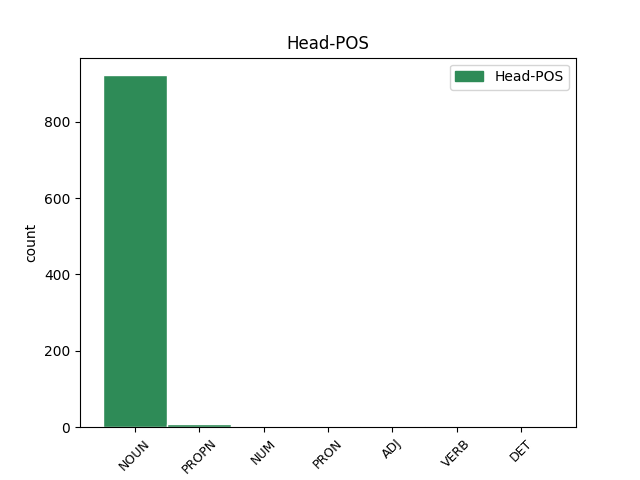 Head-POS
Head-POS
count
800
600
400
200
0
NOUN
PROPN
NUM
PRON
ADJ
VERB
DET